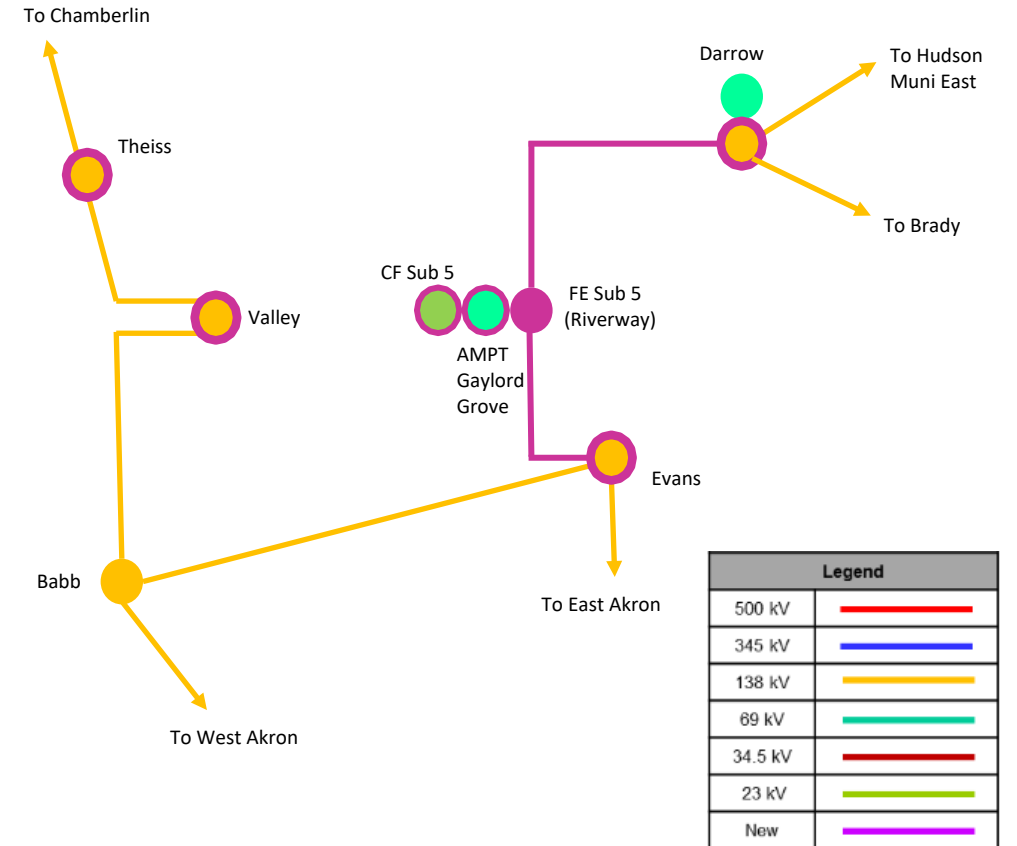 To Chamberlin
Darrow
To Hudson
Muni East
Theiss
To Brady
CF Sub 5
FE Sub 5
(Riverway)
Valley
AMPT
Gaylord
Grove
Evans
Babb
To East Akron
To West Akron
Legend
500 kV
345 kV
138 kV
69 kV
34.5 kV
23 kV
New